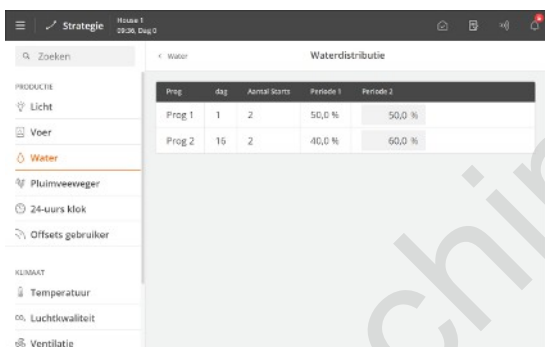 Strategie
House 1
09:36, Dag 0
Zoeken
PRODUCTIE
Licht
Voer
Water
Pluimveeweger
24-uurs klok
Offsets gebruiker
KLIMAAT
Temperatuur
CO₂ Luchtkwaliteit
Ventilatie
< Water
Waterdistributie
Prog dag Aantal Starts Periode 1 Periode 2
Prog 1 1 2 50,0 % 50,0 %
Prog 2 16 2 40,0 % 60,0 %